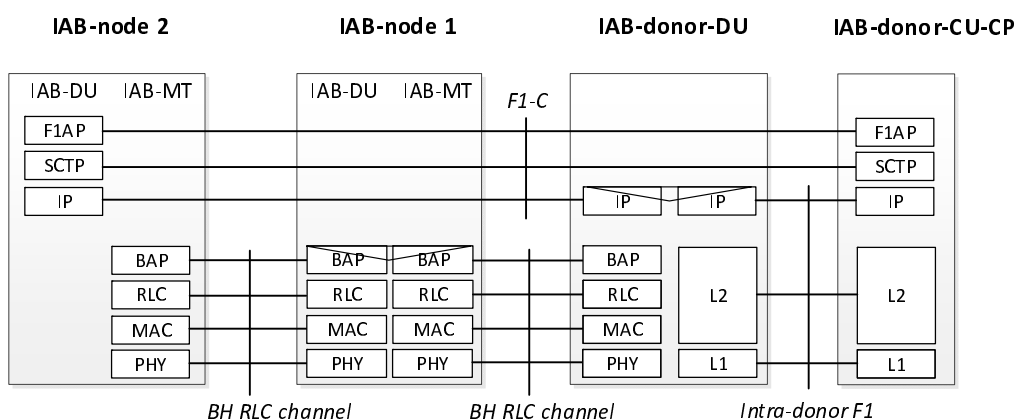 IAB-node 2 IAB-node 1 IAB-donor-DU IAB-donor-CU-CP
IAB-DU IAB-MT IAB-DU IAB-MT
F1-C
F1AP F1AP
SCTP SCTP
IP IP IP IP
BAP BAP BAP BAP
RLC RLC RLC RLC L2 L2
MAC MAC MAC MAC
PHY PHY PHY PHY L1 L1
BH RLC channel BH RLC channel Intra-donor F1